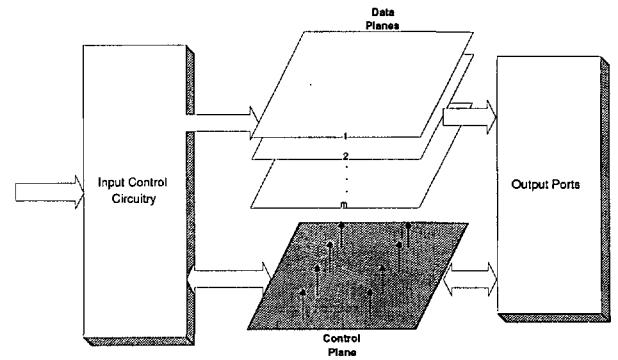 Data
Planes
Input Control
Circuitry
1
2
m
Output Ports
Control
Plane